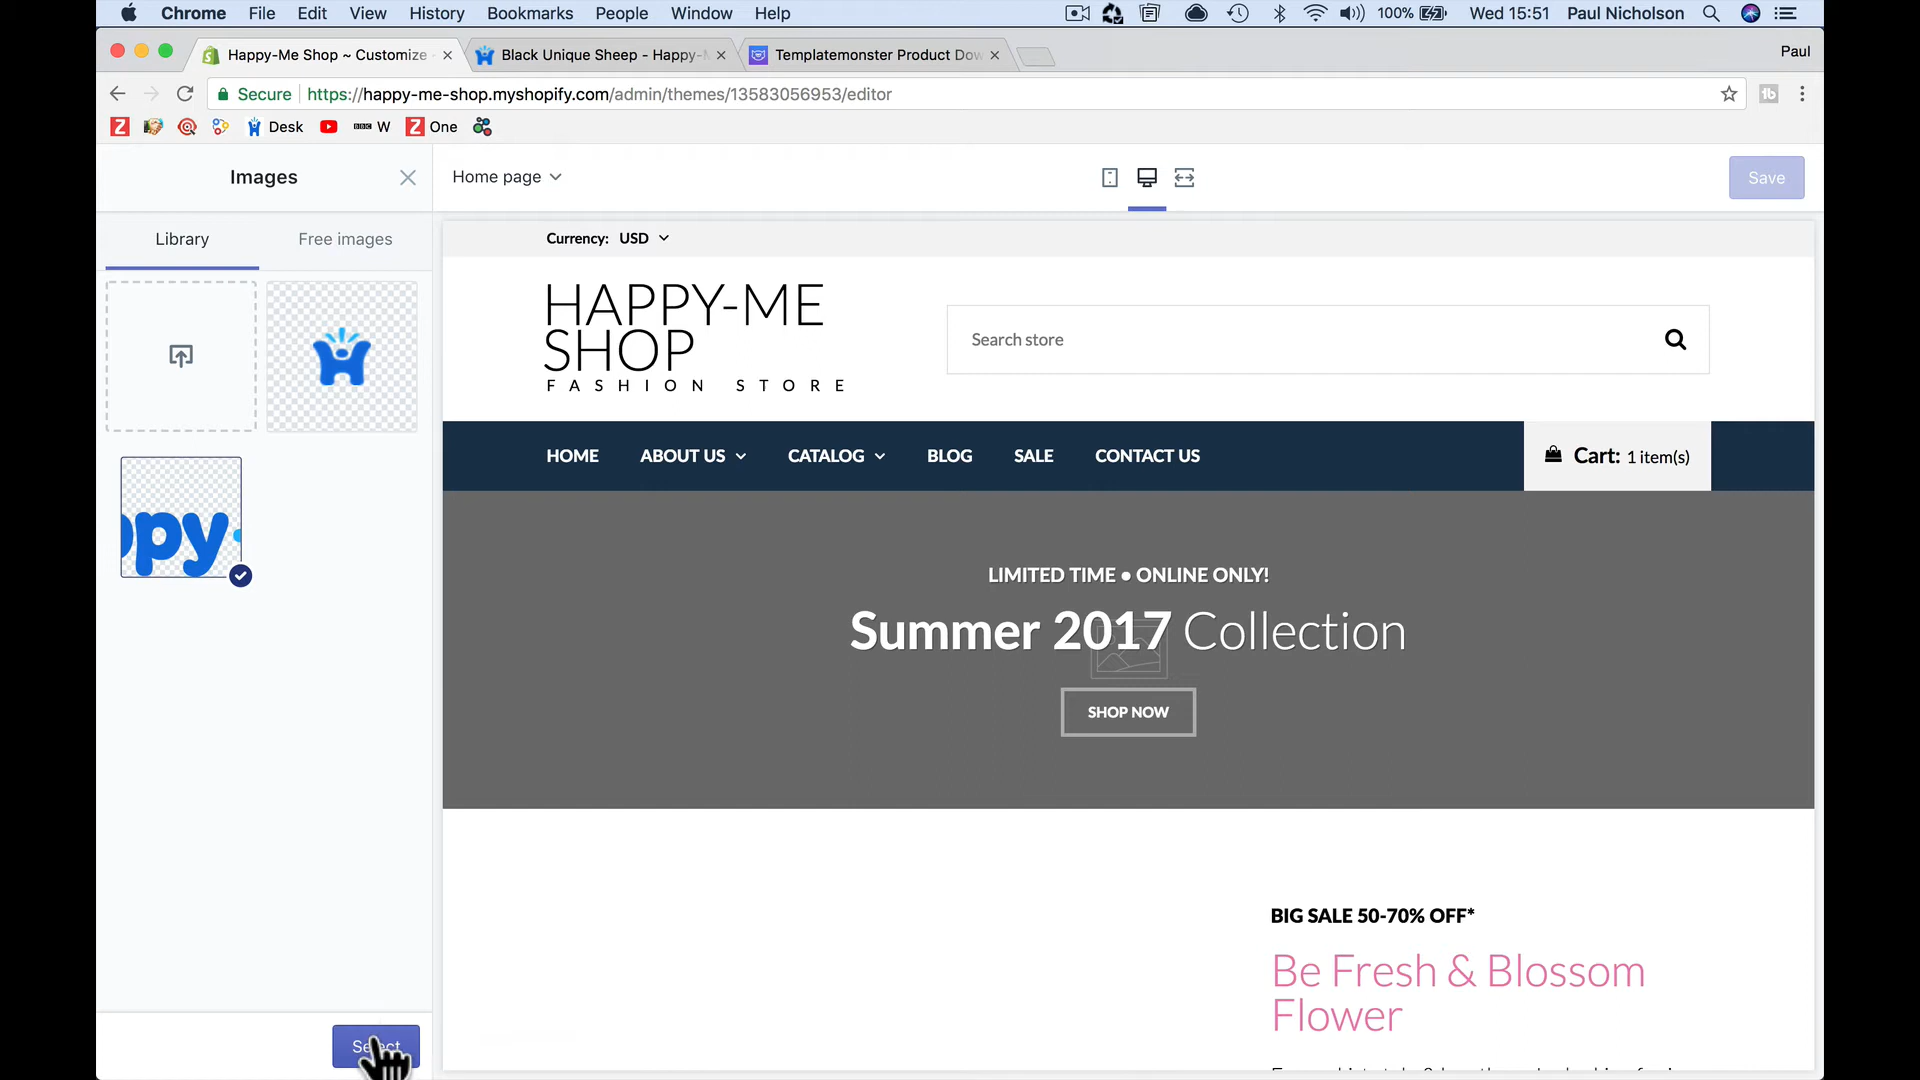 Chrome File Edit View History Bookmarks People Window Help 100% Wed 15:51 Paul Nicholson
Happy-Me Shop ~ Customize Black Unique Sheep - Happy- Templatemonster Product Dow Paul
Secure https://happy-me-shop.myshopify.com/admin/themes/13583056953/editor
Z Desk BBC W Z One
Images Home page Save
Library Free images
Currency: USD
HAPPY-ME
SHOP
FASHION STORE
Search store
HOME ABOUT US CATALOG BLOG SALE CONTACT US Cart: 1 item(s)
ppy
LIMITED TIME • ONLINE ONLY!
Summer 2017 Collection
SHOP NOW
BIG SALE 50-70% OFF*
Be Fresh & Blossom
Flower
Select